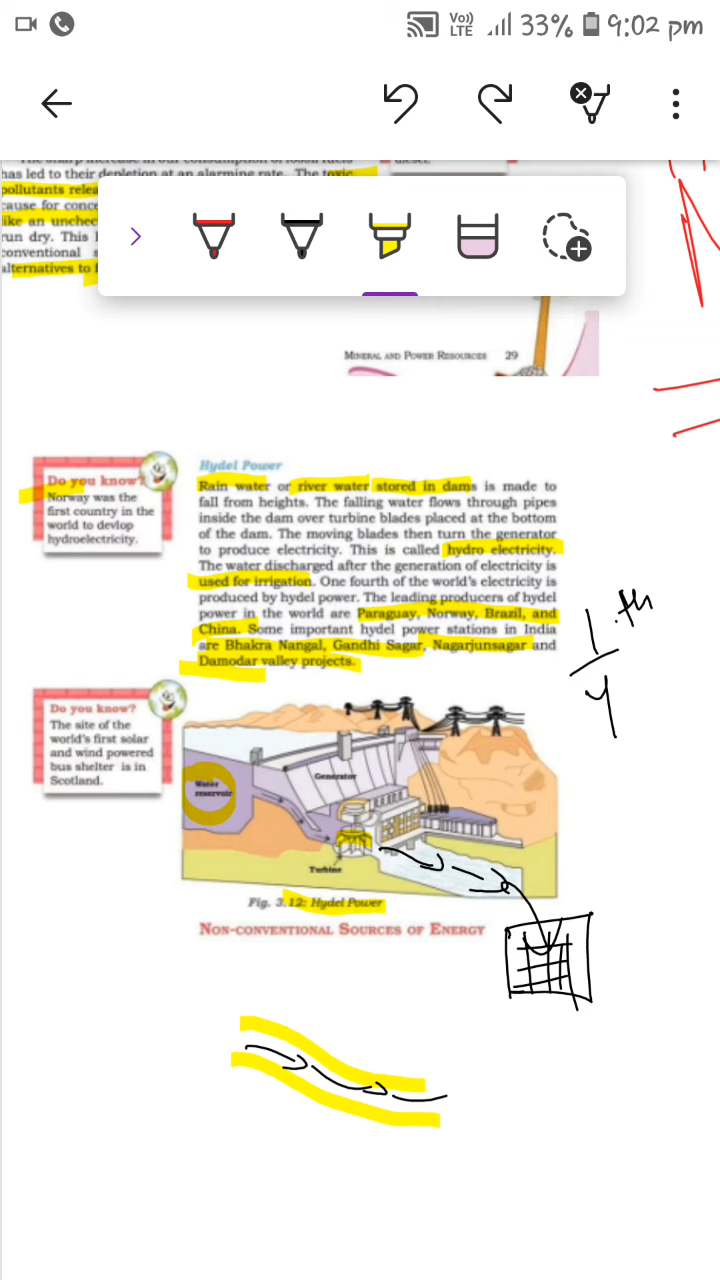 Vo)) LTE 33% 9:02 pm
dieser.
has led to their depletion at an alarming rate. The toxic
pollutants relea
cause for conce
like an unchec
run dry. This
conventional s
alternatives to f
MINERAL AND POWER RESOURCES 29
Do you know?
Norway was the
first country in the
world to devlop
hydroelectricity.
Hydel Power
Rain water or river water stored in dams is made to
fall from heights. The falling water flows through pipes
inside the dam over turbine blades placed at the bottom
of the dam. The moving blades then turn the generator
to produce electricity. This is called hydro electricity.
The water discharged after the generation of electricity is
used for irrigation. One fourth of the world's electricity is
produced by hydel power. The leading producers of hydel
power in the world are Paraguay, Norway, Brazil, and
China. Some important hydel power stations in India
are Bhakra Nangal, Gandhi Sagar, Nagarjunsagar and
Damodar valley projects.
1 th
4
Do you know?
The site of the
world's first solar
and wind powered
bus shelter is in
Scotland.
Water
reservoir
Generator
Turbine
Fig. 3.12: Hydel Power
NON-CONVENTIONAL SOURCES OF ENERGY